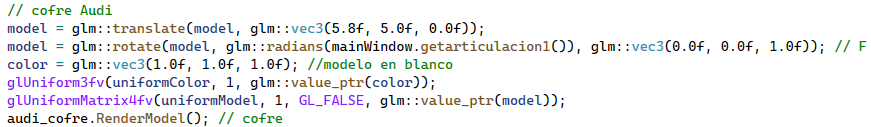 // cofre Audi
model = glm::translate(model, glm::vec3(5.8f, 5.0f, 0.0f));
model = glm::rotate(model, glm::radians(mainWindow.getarticulacion1()), glm::vec3(0.0f, 0.0f, 1.0f)); // F
color = glm::vec3(1.0f, 1.0f, 1.0f); //modelo en blanco
glUniform3fv(uniformColor, 1, glm::value_ptr(color));
glUniformMatrix4fv(uniformModel, 1, GL_FALSE, glm::value_ptr(model));
audi_cofre.RenderModel(); // cofre